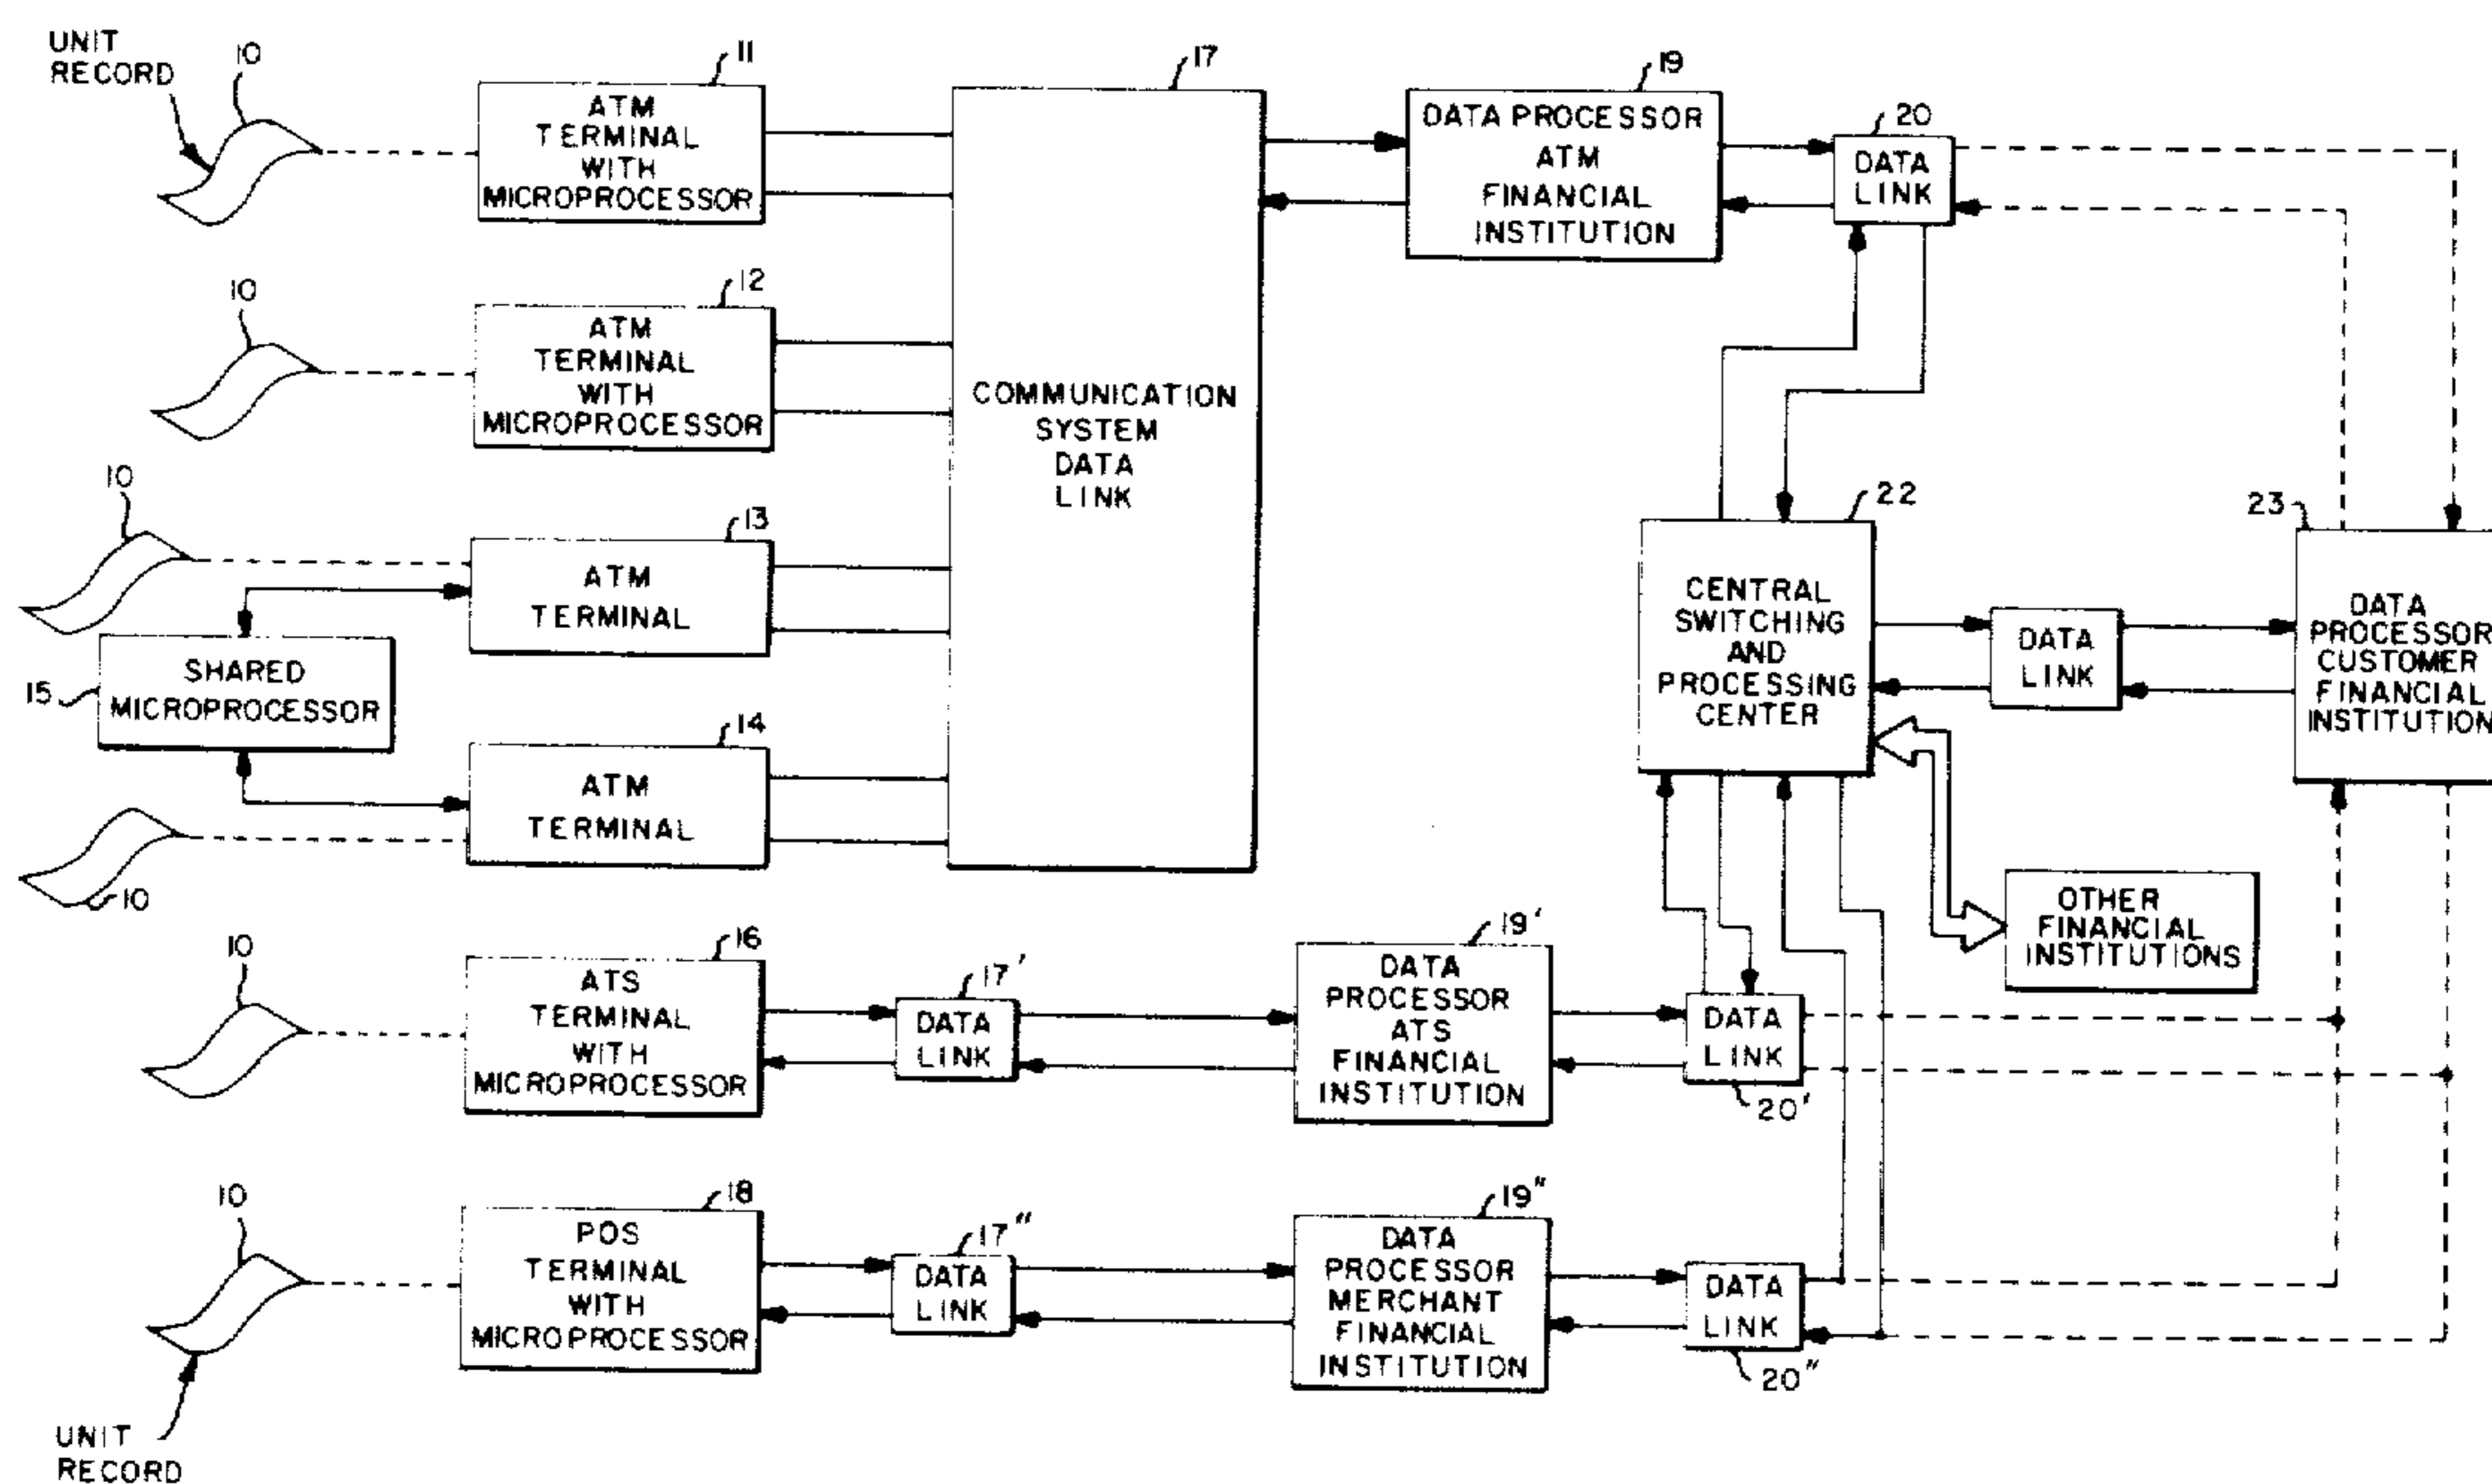 UNIT
RECORD
10
11
ATM
TERMINAL
WITH
MICROPROCESSOR
10
12
ATM
TERMINAL
WITH
MICROPROCESSOR
10
13
ATM
TERMINAL
15
SHARED
MICROPROCESSOR
14
ATM
TERMINAL
10
17
COMMUNICATION
SYSTEM
DATA
LINK
19
DATA PROCESSOR
ATM
FINANCIAL
INSTITUTION
20
DATA
LINK
22
CENTRAL
SWITCHING
AND
PROCESSING
CENTER
DATA
LINK
23
DATA
PROCESSOR
CUSTOMER
FINANCIAL
INSTITUTION
OTHER
FINANCIAL
INSTITUTIONS
10
16
ATS
TERMINAL
WITH
MICROPROCESSOR
17'
DATA
LINK
19'
DATA
PROCESSOR
ATS
FINANCIAL
INSTITUTION
DATA
LINK
20'
10
18
POS
TERMINAL
WITH
MICROPROCESSOR
17"
DATA
LINK
19"
DATA
PROCESSOR
MERCHANT
FINANCIAL
INSTITUTION
DATA
LINK
20"
UNIT
RECORD